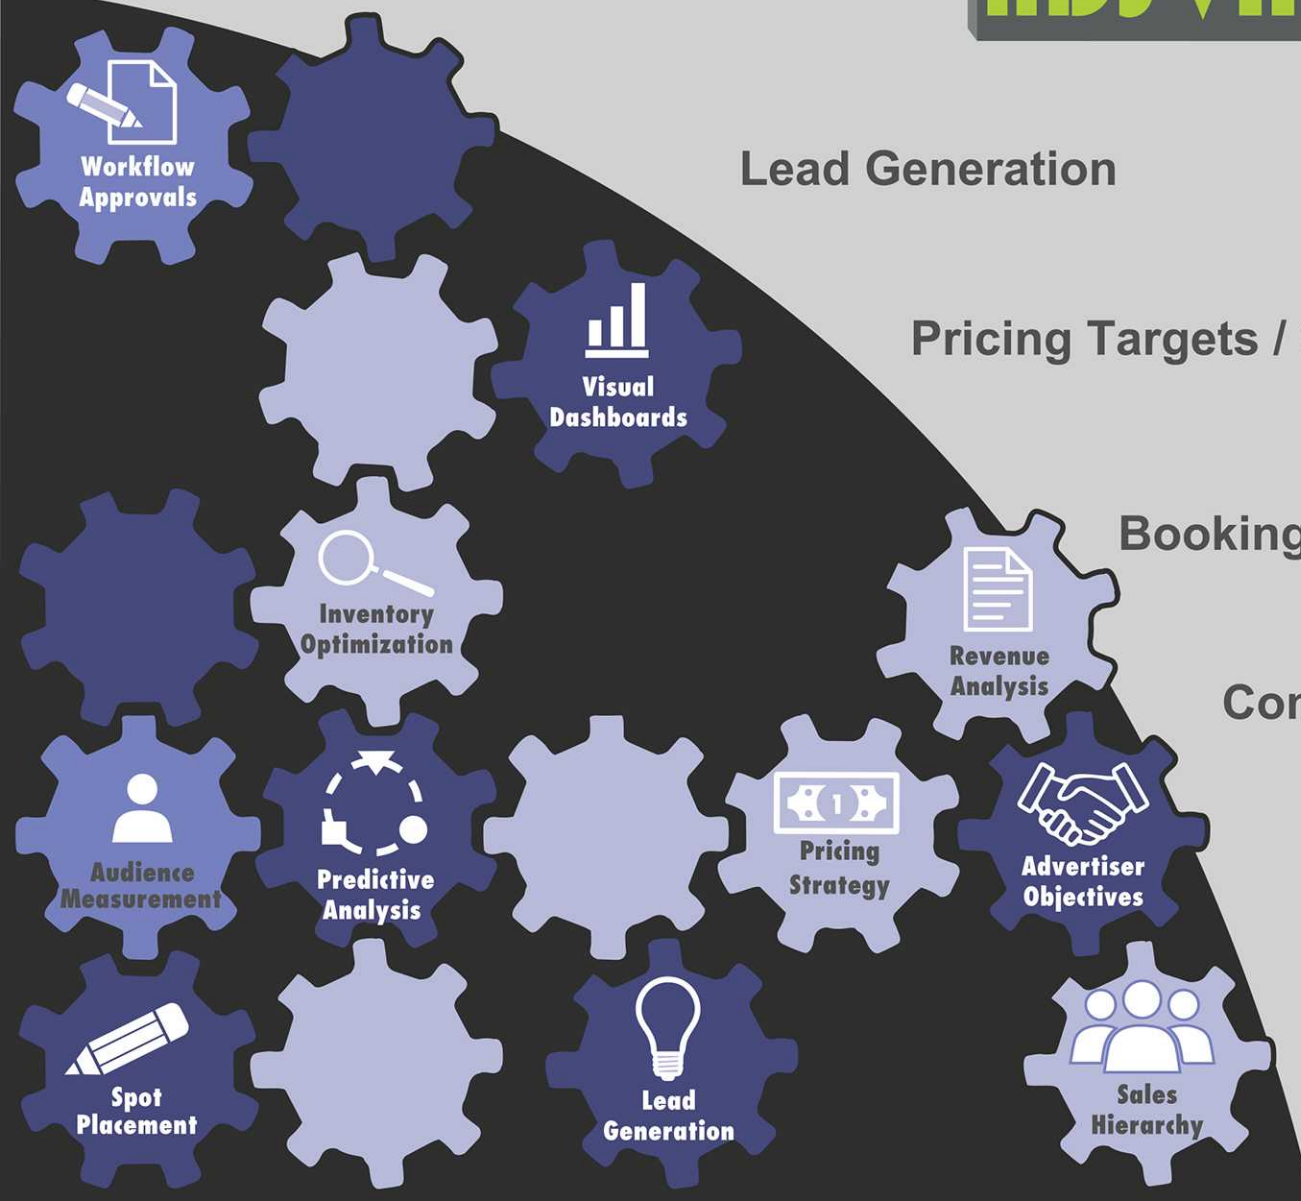 Workflow
Approvals
Lead Generation
Pricing Targets /
Visual
Dashboards
Booking
Inventory
Optimization
Revenue
Analysis
Audience
Measurement
Predictive
Analysis
1
Pricing
Strategy
Advertiser
Objectives
Spot
Placement
Lead
Generation
Sales
Hierarchy